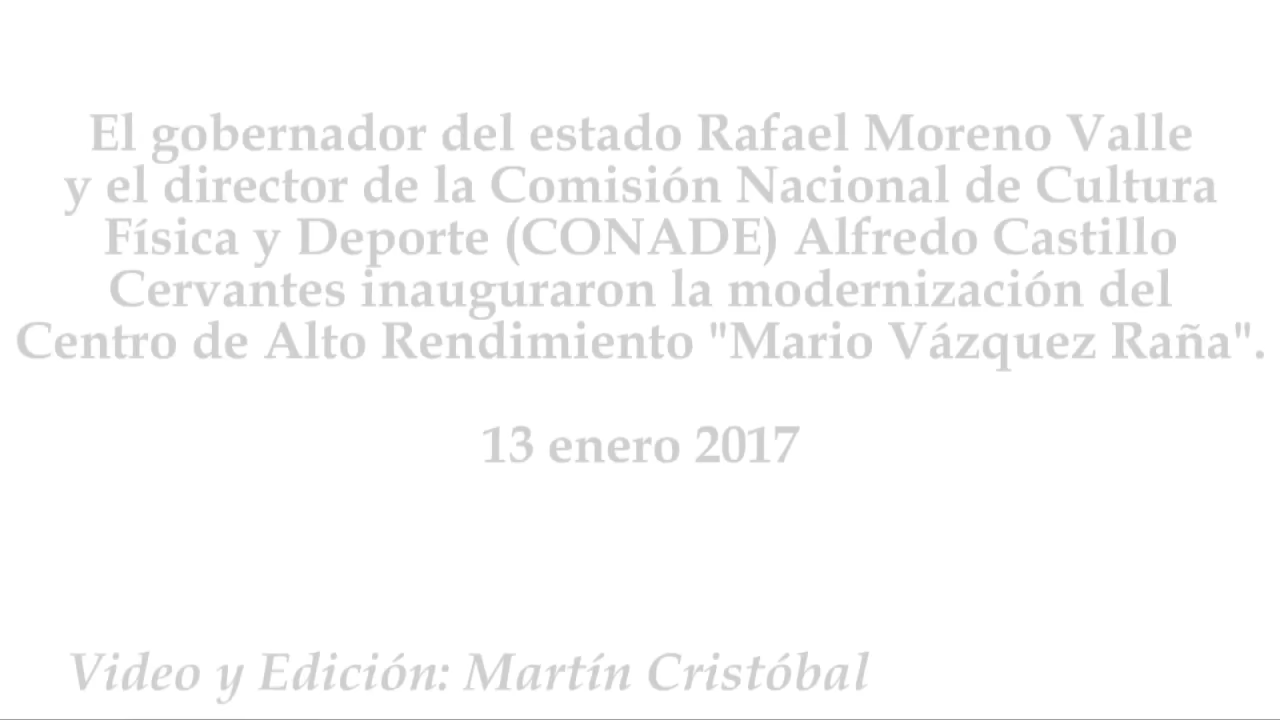 El gobernador del estado Rafael Moreno Valle
y el director de la Comisión Nacional de Cultura
Física y Deporte (CONADE) Alfredo Castillo
Cervantes inauguraron la modernización del
Centro de Alto Rendimiento "Mario Vázquez Raña".
13 enero 2017
Video y Edición: Martín Cristóbal